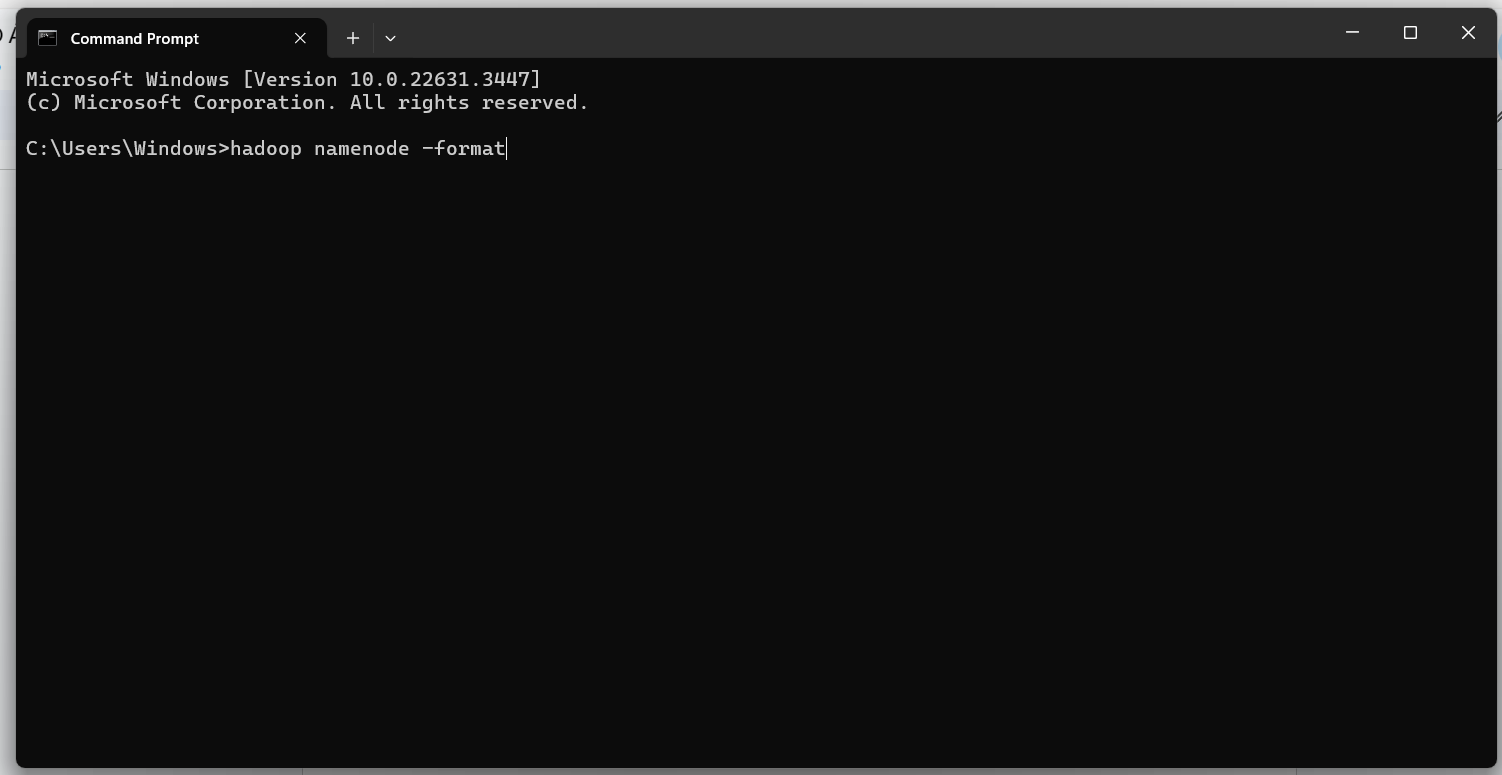 Command Prompt
Microsoft Windows [Version 10.0.22631.3447]
(c) Microsoft Corporation. All rights reserved.
C:\Users\Windows>hadoop namenode -format